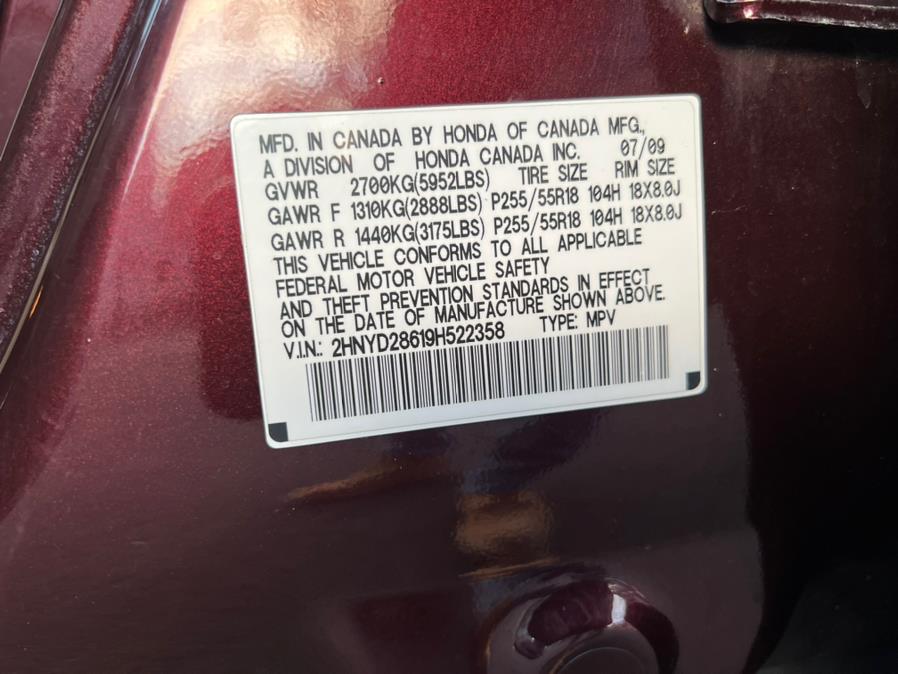 MFD. IN CANADA BY HONDA OF CANADA MFG.,
A DIVISION OF HONDA CANADA INC. 07/09
GVWR 2700KG(5952LBS) TIRE SIZE RIM SIZE
GAWR F 1310KG(2888LBS) P255/55R18 104H 18X8.0J
GAWR R 1440KG(3175LBS) P255/55R18 104H 18X8.0J
THIS VEHICLE CONFORMS TO ALL APPLICABLE
FEDERAL MOTOR VEHICLE SAFETY
AND THEFT PREVENTION STANDARDS IN EFFECT
ON THE DATE OF MANUFACTURE SHOWN ABOVE.
V.I.N.: 2HNYD28619H522358 TYPE: MPV